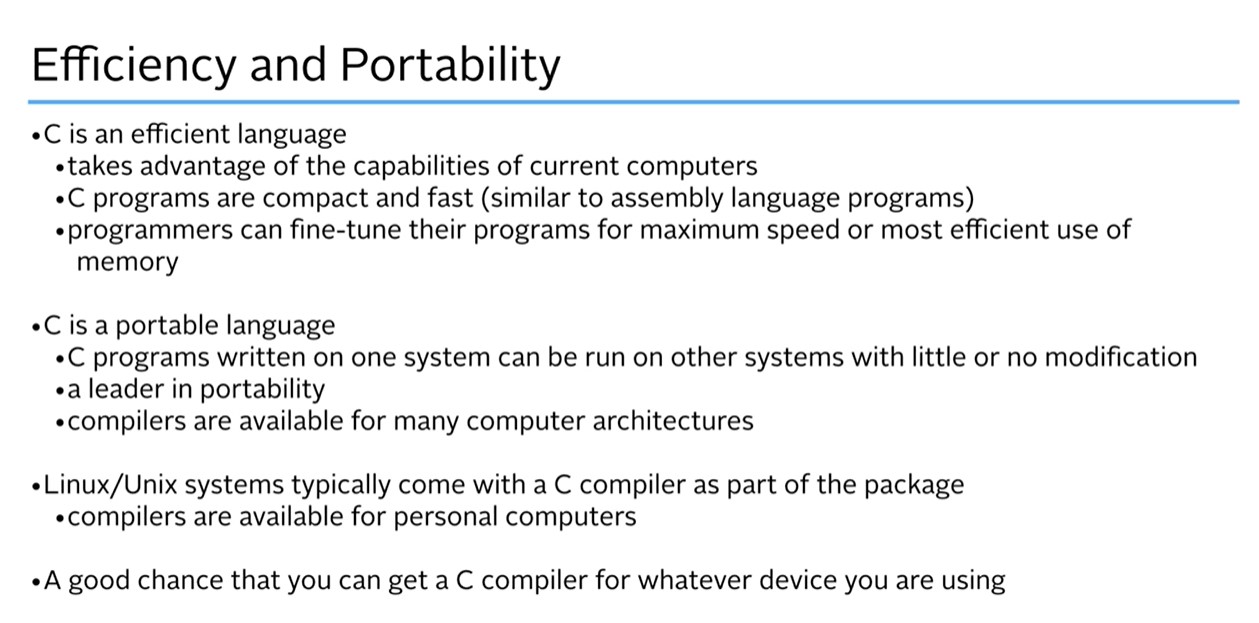 Efficiency and Portability
•C is an efficient language
•takes advantage of the capabilities of current computers
•C programs are compact and fast (similar to assembly language programs)
•programmers can fine-tune their programs for maximum speed or most efficient use of
memory
•C is a portable language
•C programs written on one system can be run on other systems with little or no modification
•a leader in portability
•compilers are available for many computer architectures
•Linux/Unix systems typically come with a C compiler as part of the package
•compilers are available for personal computers
•A good chance that you can get a C compiler for whatever device you are using